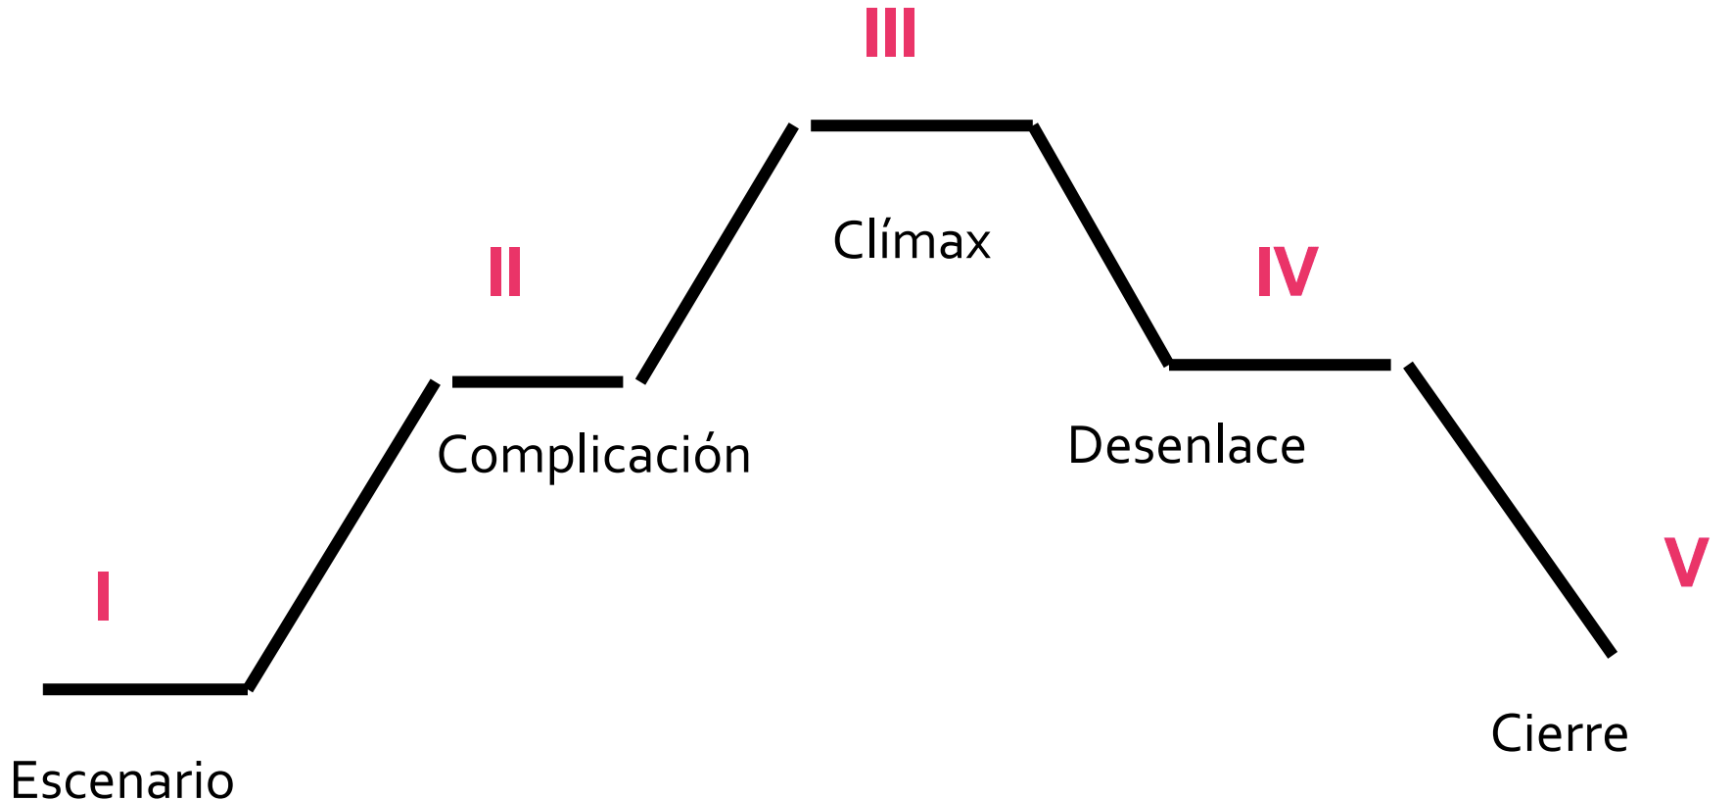 III
Clímax
II
IV
Complicación
Desenlace
I
V
Escenario
Cierre